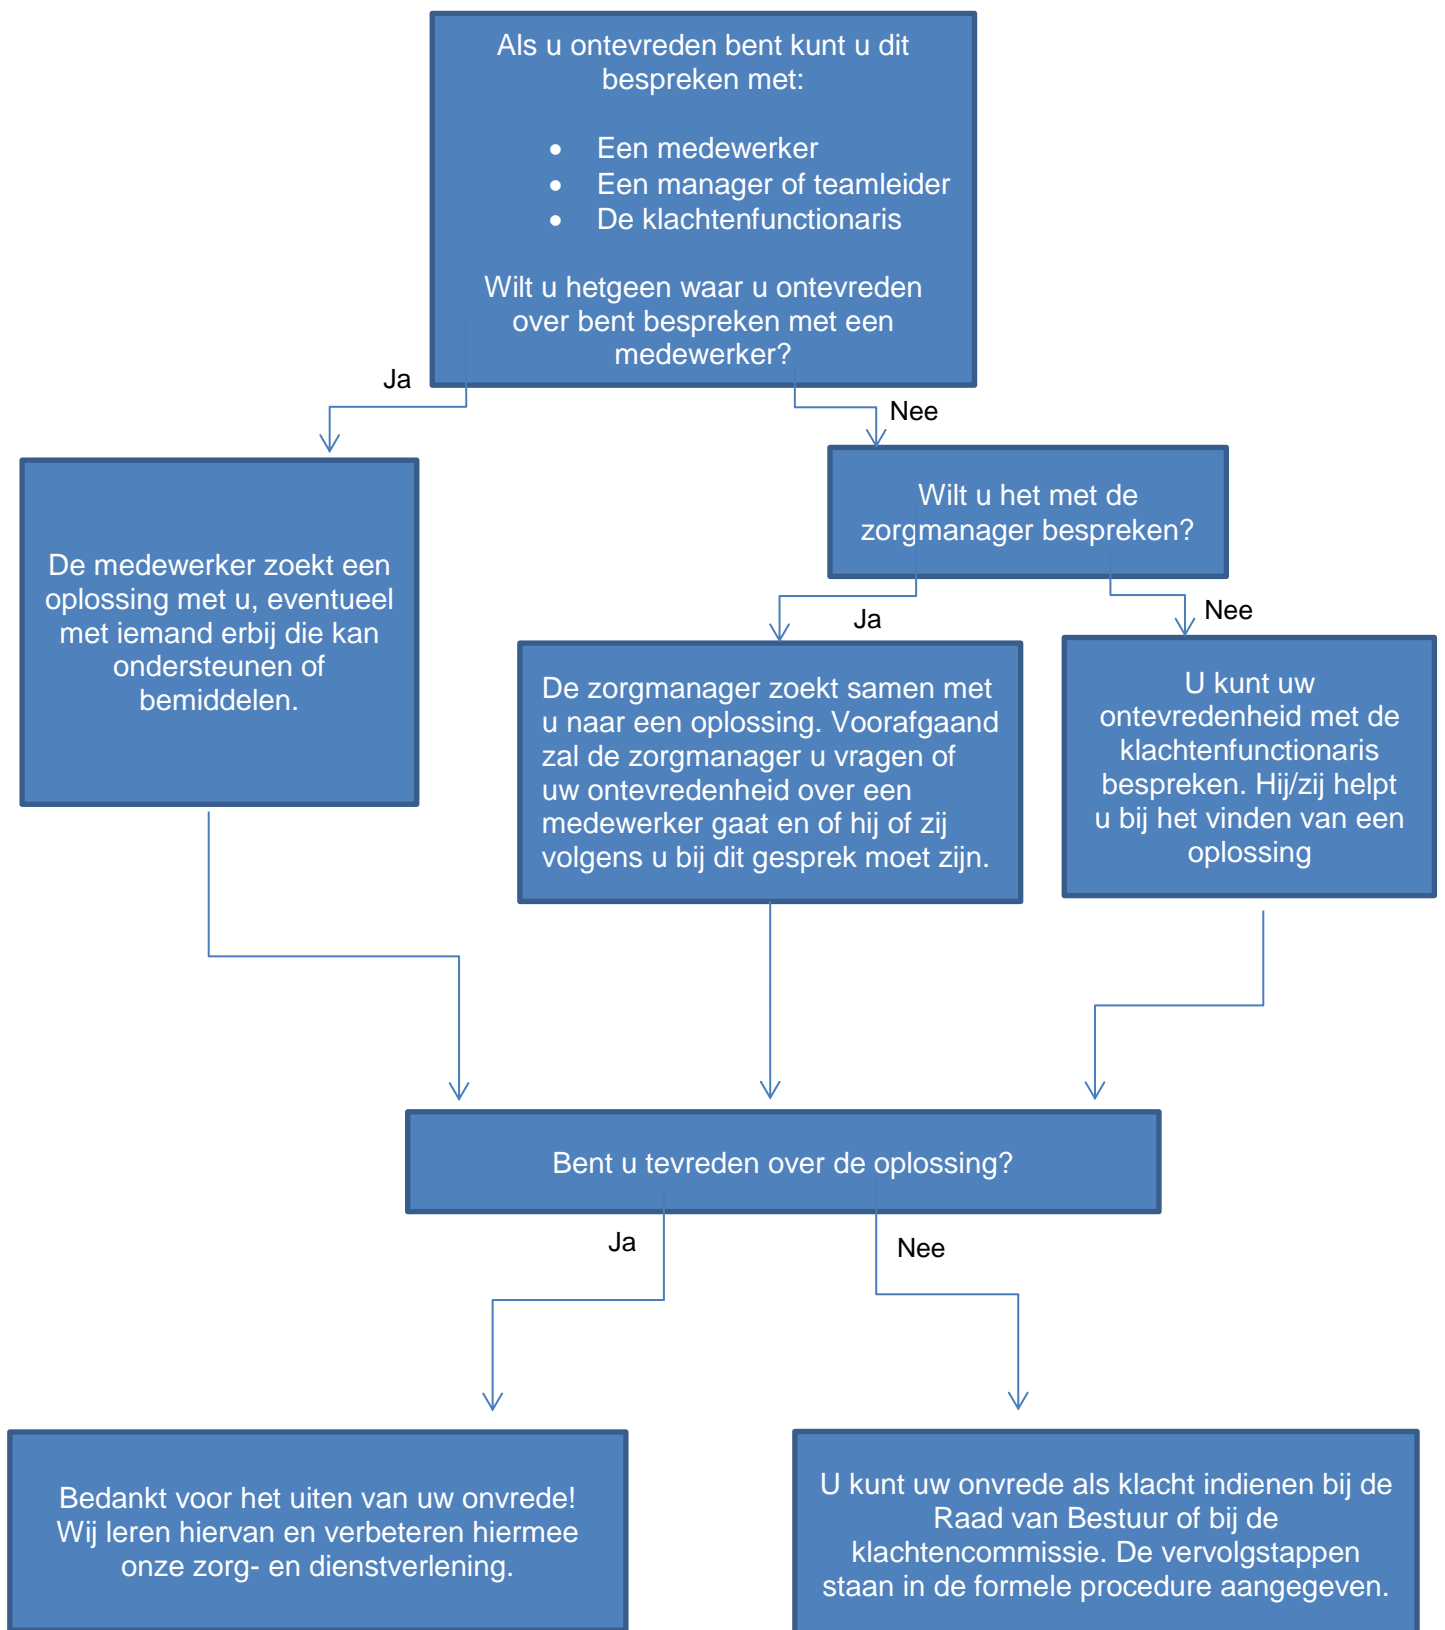 Als u ontevreden bent kunt u dit
bespreken met:
• Een medewerker
• Een manager of teamleider
• De klachtenfunctionaris
Wilt u hetgeen waar u ontevreden
over bent bespreken met een
medewerker?
Ja
Nee
De medewerker zoekt een
oplossing met u, eventueel
met iemand erbij die kan
ondersteunen of
bemiddelen.
Wilt u het met de
zorgmanager bespreken?
Ja
Nee
De zorgmanager zoekt samen met
u naar een oplossing. Voorafgaand
zal de zorgmanager u vragen of
uw ontevredenheid over een
medewerker gaat en of hij of zij
volgens u bij dit gesprek moet zijn.
U kunt uw
ontevredenheid met de
klachtenfunctionaris
bespreken. Hij/zij helpt
u bij het vinden van een
oplossing
Bent u tevreden over de oplossing?
Ja
Nee
Bedankt voor het uiten van uw onvrede!
Wij leren hiervan en verbeteren hiermee
onze zorg- en dienstverlening.
U kunt uw onvrede als klacht indienen bij de
Raad van Bestuur of bij de
klachtencommissie. De vervolgstappen
staan in de formele procedure aangegeven.